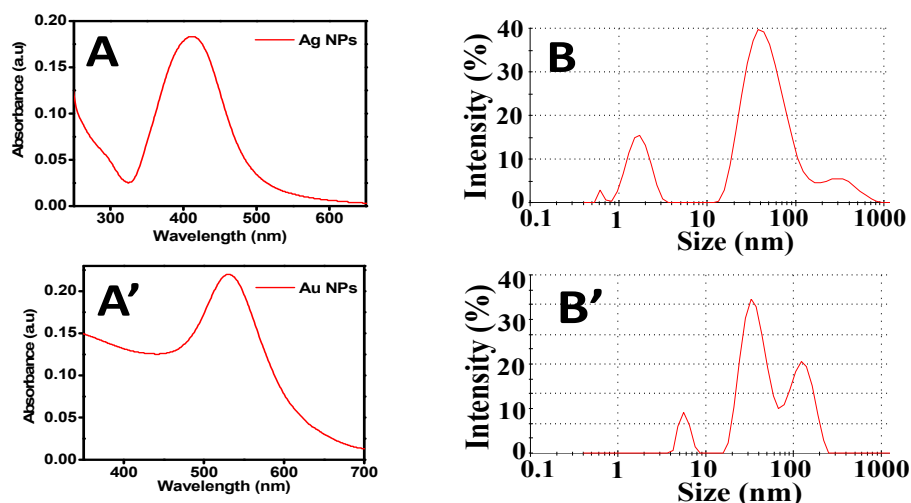 A
Ag NPs
Absorbance (a.u)
0.20
0.15
0.10
0.05
0.00
300 400 500 600
Wavelength (nm)
B
Intensity (%)
40
30
20
10
0
0.1 1 10 100 1000
Size (nm)
A'
Au NPs
Absorbance (a.u)
0.20
0.15
0.10
0.05
0.00
400 500 600 700
Wavelength (nm)
B'
Intensity (%)
40
30
20
10
0
0.1 1 10 100 1000
Size (nm)